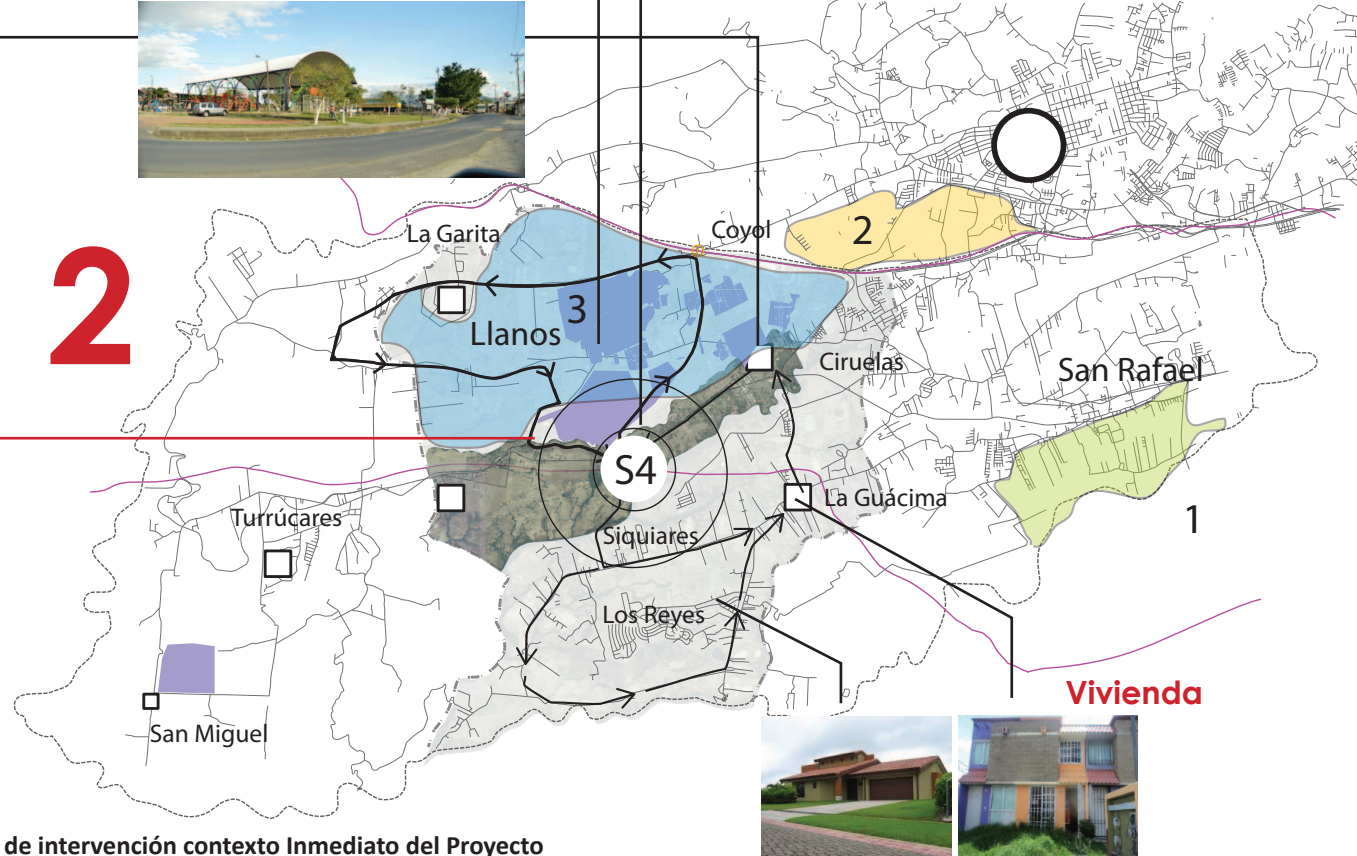 La Garita
Coyol
2
2
3
Llanos
Ciruelas
San Rafael
S4
La Guácima
1
Turrúcares
Siquiares
Los Reyes
Vivienda
San Miguel
de intervención contexto Inmediato del Proyecto